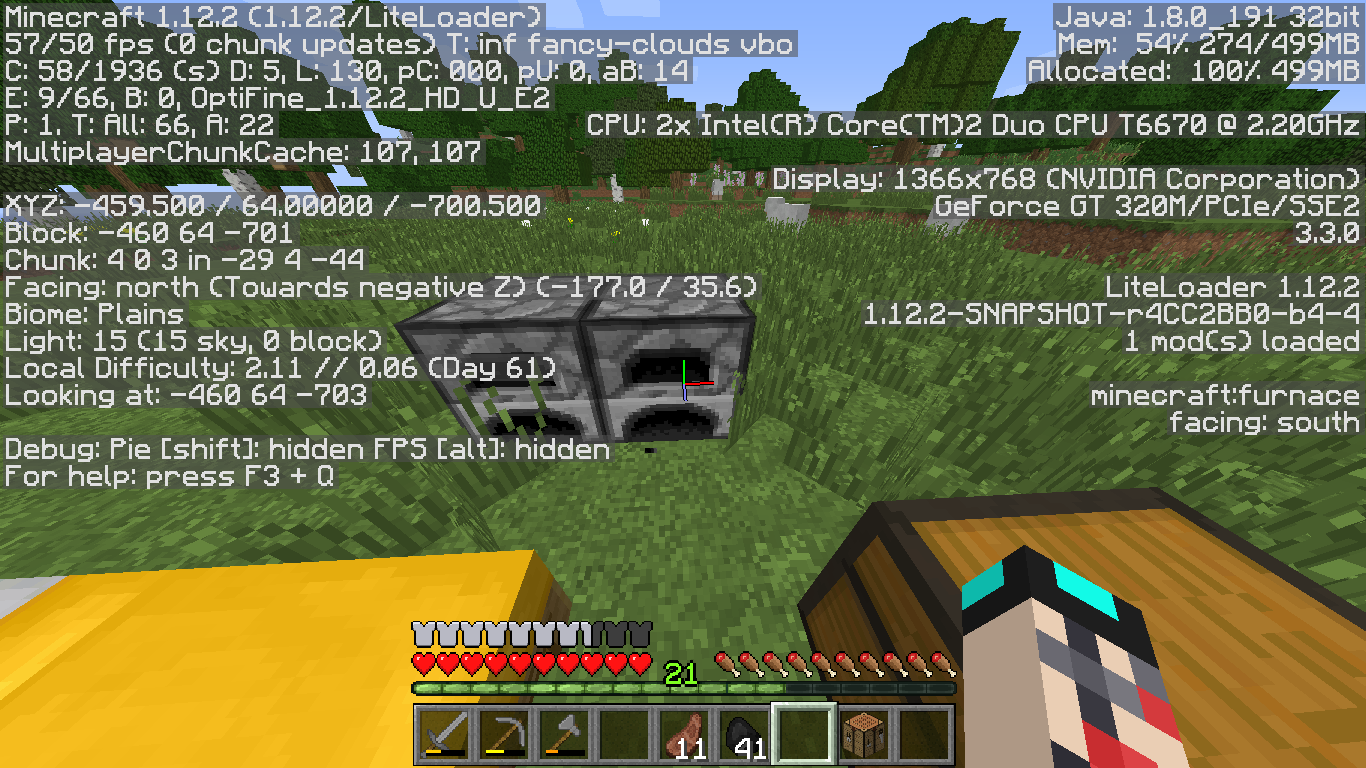 Minecraft 1.12.2 (1.12.2/LiteLoader)
57/50 fps (0 chunk updates) T: inf fancy-clouds vbo
C: 58/1936 (s) D: 5, L: 130, pC: 000, pU: 0, aB: 14
E: 9/66, B: 0, OptiFine_1.12.2_HD_U_E2
P: 1. T: All: 66, A: 22
MultiplayerChunkCache: 107, 107
XYZ: -459.500 / 64.00000 / -700.500
Block: -460 64 -701
Chunk: 4 0 3 in -29 4 -44
Facing: north (Towards negative Z) (-177.0 / 35.6)
Biome: Plains
Light: 15 (15 sky, 0 block)
Local Difficulty: 2.11 // 0.06 (Day 61)
Looking at: -460 64 -703
Debug: Pie [shift]: hidden FPS [alt]: hidden
For help: press F3 + Q
Java: 1.8.0_191 32bit
Mem: 54% 274/499MB
Allocated: 100% 499MB
CPU: 2x Intel(R) Core(TM)2 Duo CPU T6670 @ 2.20GHz
Display: 1366x768 (NVIDIA Corporation)
GeForce GT 320M/PCIe/SSE2
3.3.0
LiteLoader 1.12.2
1.12.2-SNAPSHOT-r4CC2BB0-b4-4
1 mod(s) loaded
minecraft:furnace
facing: south
21
11
41